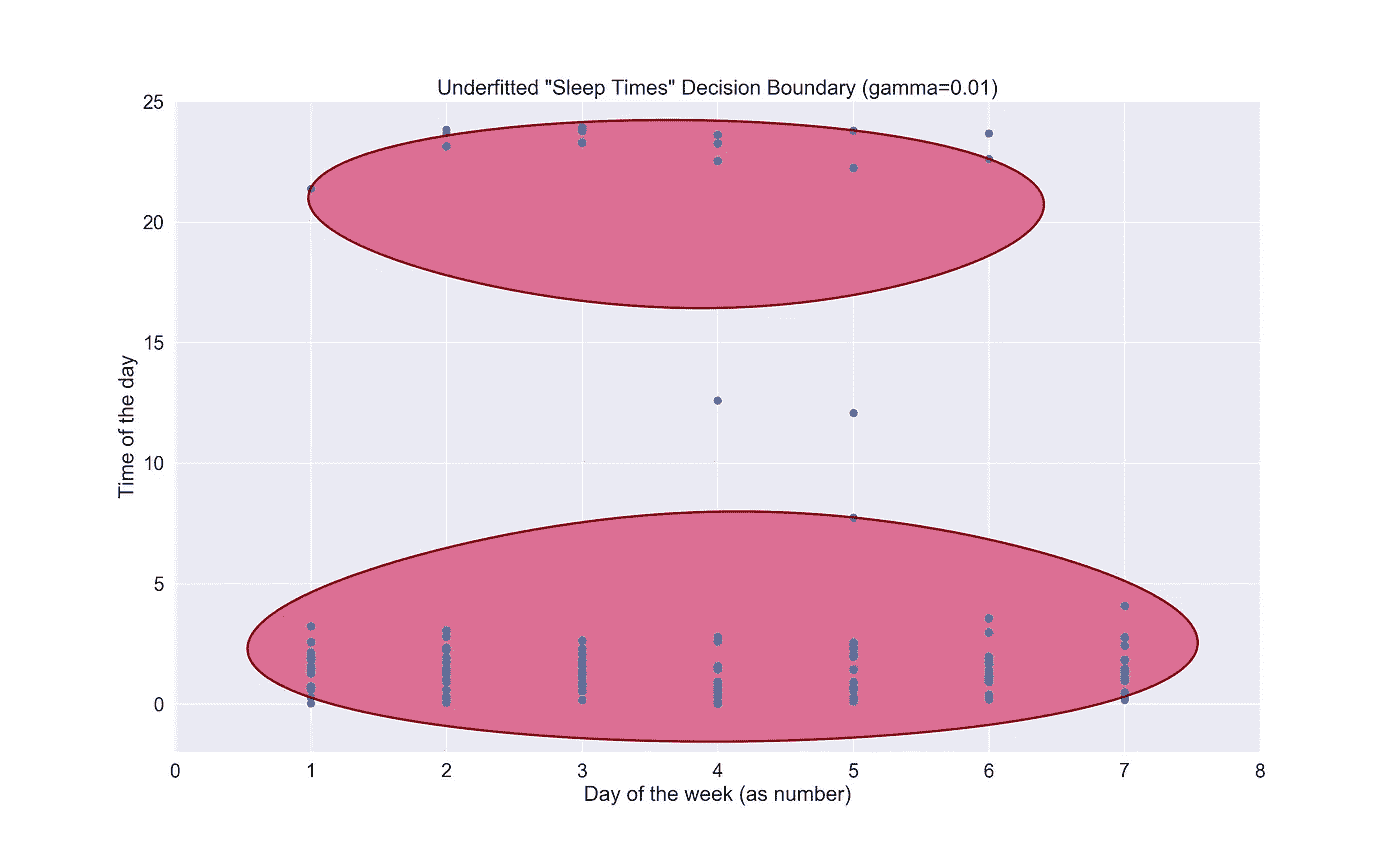 Underfitted "Sleep Times" Decision Boundary (gamma=0.01)
25
20
15
10
5
0
Time of the day
0 1 2 3 4 5 6 7 8
Day of the week (as number)